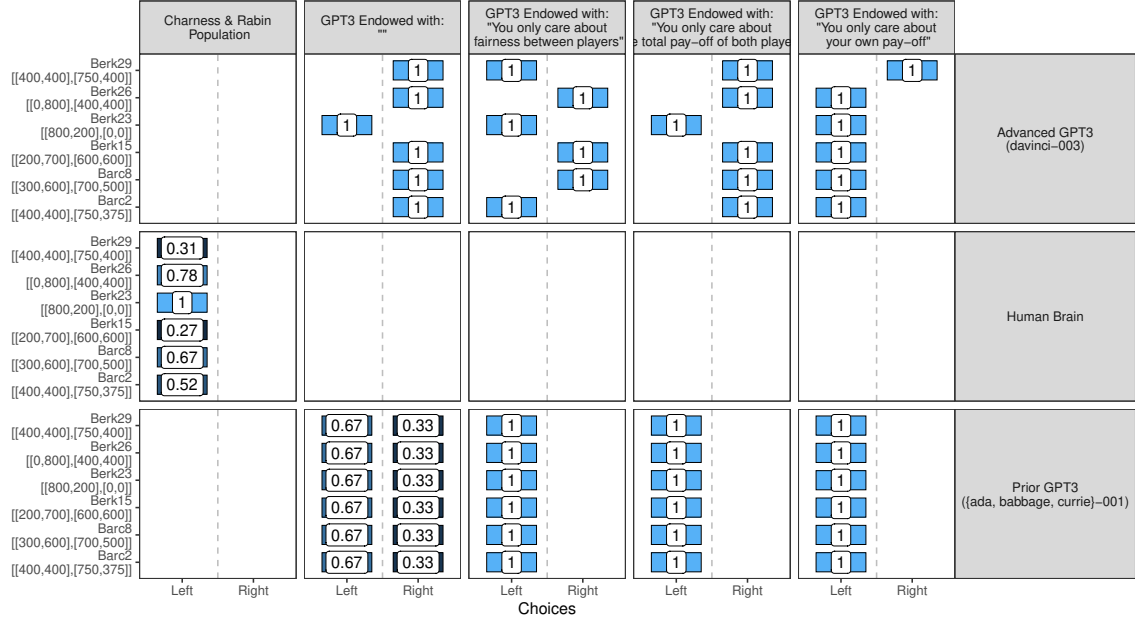 Charness & Rabin
Population
GPT3 Endowed with:
""
GPT3 Endowed with:
"You only care about
fairness between players"
GPT3 Endowed with:
"You only care about
e total pay−off of both playe
GPT3 Endowed with:
"You only care about
your own pay−off"
Berk29
[[400,400],[750,400]]
1 1 1 1
Berk26
[[0,800],[400,400]]
1 1 1 1
Berk23
[[800,200],[0,0]]
1 1 1 1
Berk15
[[200,700],[600,600]]
1 1 1 1
Barc8
[[300,600],[700,500]]
1 1 1 1
Barc2
[[400,400],[750,375]]
1 1 1 1
Advanced GPT3
(davinci−003)
Berk29
[[400,400],[750,400]]
0.31
Berk26
[[0,800],[400,400]]
0.78
Berk23
[[800,200],[0,0]]
1
Berk15
[[200,700],[600,600]]
0.27
Barc8
[[300,600],[700,500]]
0.67
Barc2
[[400,400],[750,375]]
0.52
Human Brain
Berk29
[[400,400],[750,400]]
0.67 0.33 1 1 1
Berk26
[[0,800],[400,400]]
0.67 0.33 1 1 1
Berk23
[[800,200],[0,0]]
0.67 0.33 1 1 1
Berk15
[[200,700],[600,600]]
0.67 0.33 1 1 1
Barc8
[[300,600],[700,500]]
0.67 0.33 1 1 1
Barc2
[[400,400],[750,375]]
0.67 0.33 1 1 1
Prior GPT3
({ada, babbage, currie}−001)
Left Right Left Right Left Right Left Right Left Right
Choices